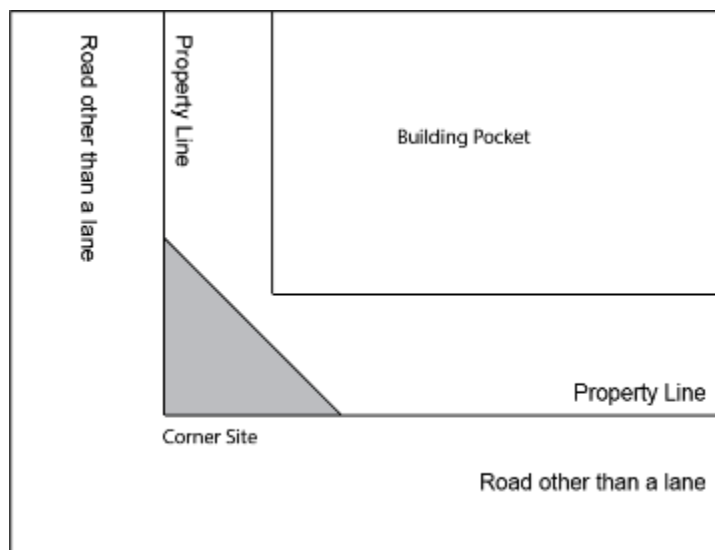 Road other than a lane
Property Line
Building Pocket
Property Line
Corner Site
Road other than a lane